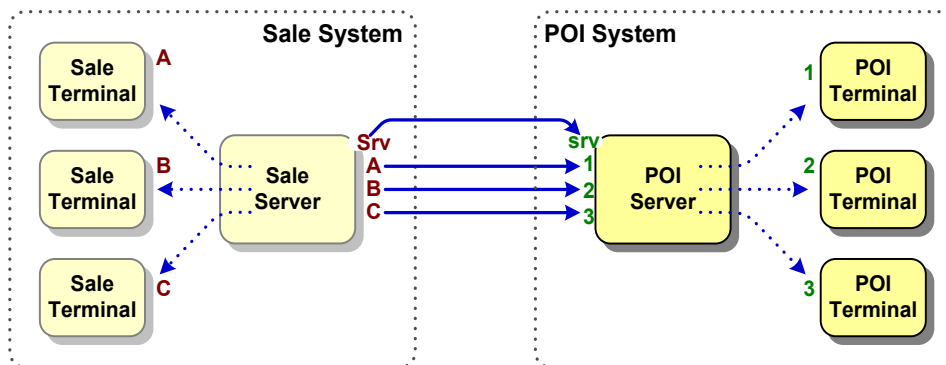 Sale System
POI System
Sale
Terminal
A
Sale
Terminal
B
Sale
Terminal
C
Sale
Server
Srv
A
B
C
srv
1
2
3
POI
Server
1
POI
Terminal
2
POI
Terminal
3
POI
Terminal